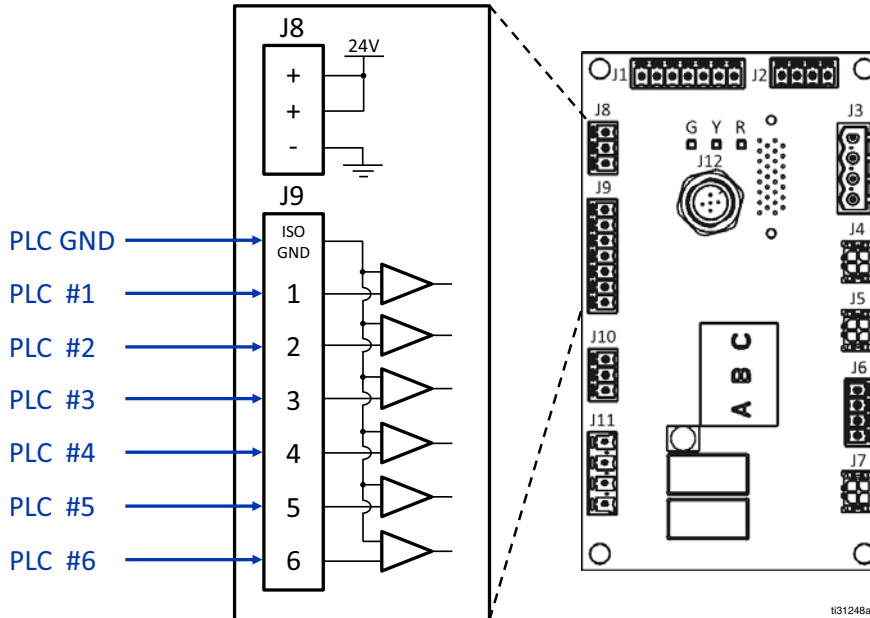 J8
24V
+
+
-
J9
ISO
GND
1
2
3
4
5
6
PLC GND
PLC #1
PLC #2
PLC #3
PLC #4
PLC #5
PLC #6
J1
J2
J8
J3
G Y R
J12
J9
J4
J5
J10
J6
A B C
J11
J7
ti31248a